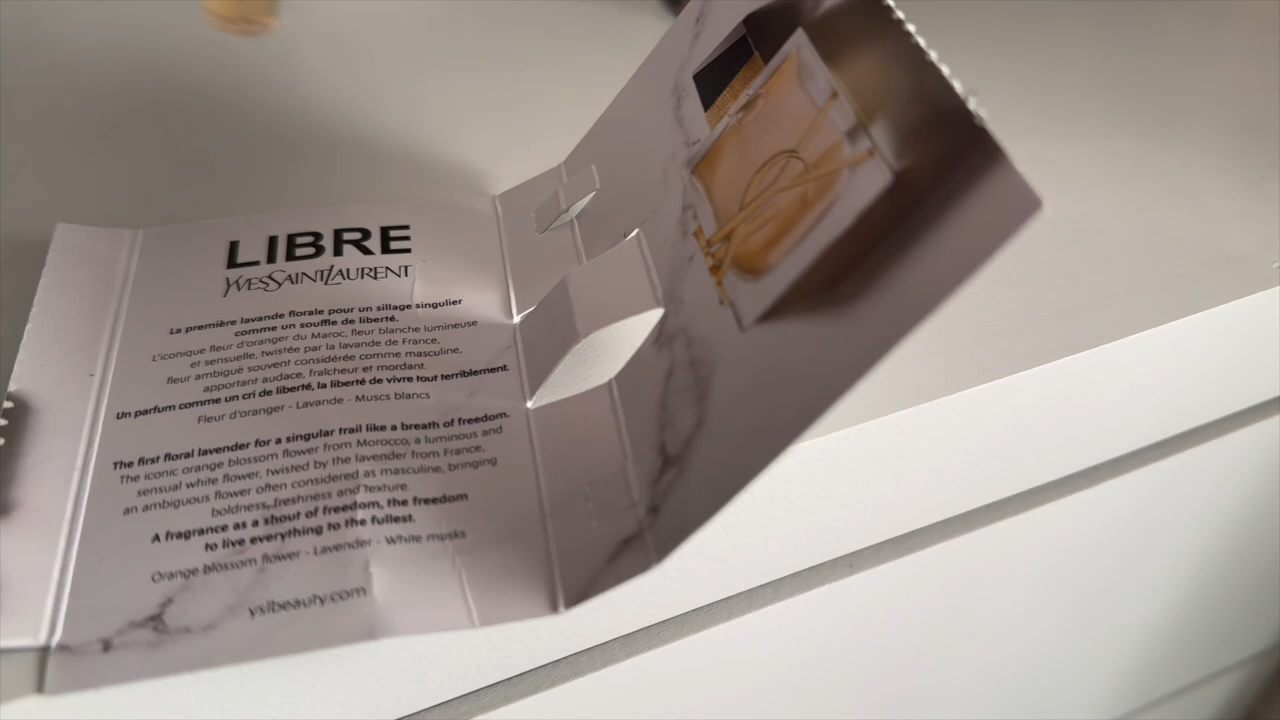 LIBRE
YVESSAINTLAURENT
La première lavande florale pour un sillage singulier
comme un souffle de liberté.
L'iconique fleur d'oranger du Maroc, fleur blanche lumineuse
et sensuelle, twistée par la lavande de France,
fleur ambiguë souvent considérée comme masculine,
apportant audace, fraîcheur et mordant.
Un parfum comme un cri de liberté, la liberté de vivre tout terriblement.
Fleur d'oranger - Lavande - Muscs blancs
The first floral lavender for a singular trail like a breath of freedom.
The iconic orange blossom flower from Morocco, a luminous and
sensual white flower, twisted by the lavender from France,
an ambiguous flower often considered as masculine, bringing
boldness, freshness and texture.
A fragrance as a shout of freedom, the freedom
to live everything to the fullest.
Orange blossom flower - Lavender - White musks
yslbeauty.com